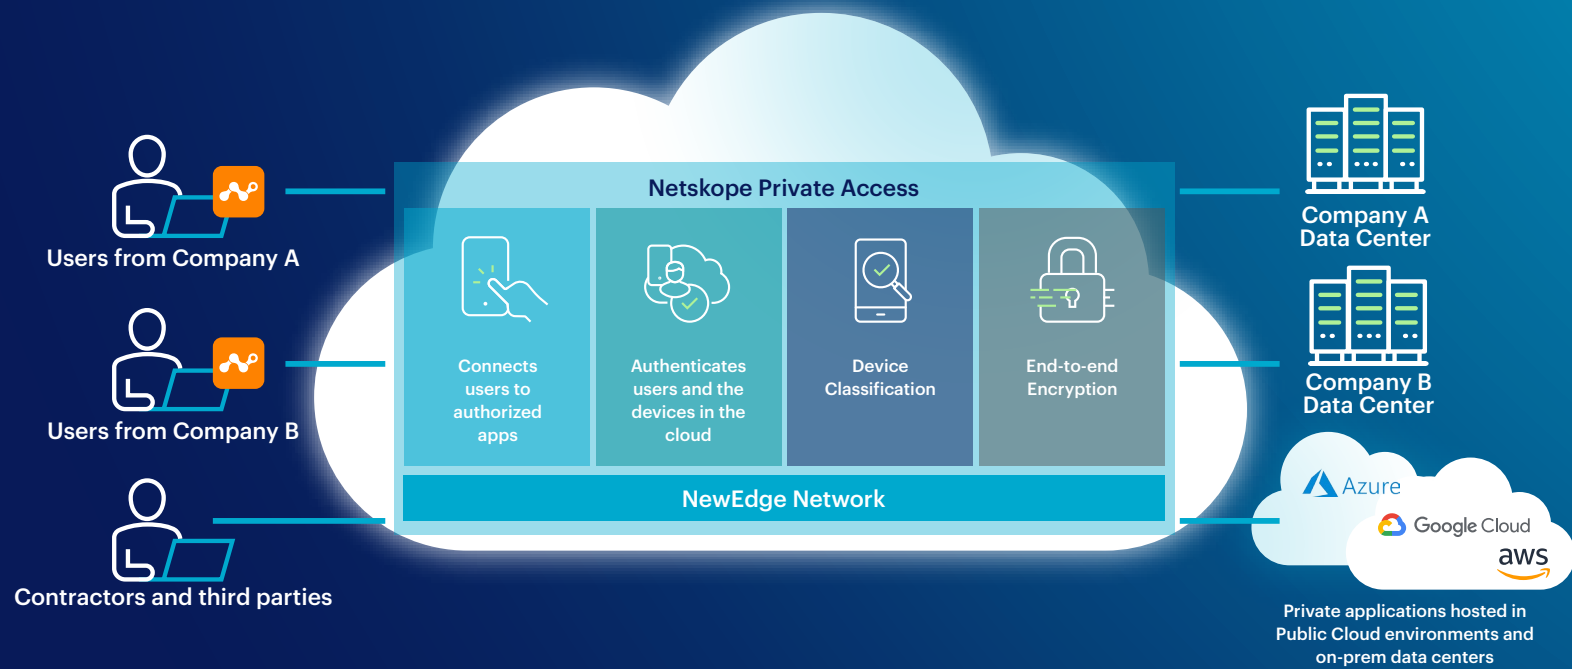 Netskope Private Access
Users from Company A
Users from Company B
Contractors and third parties
Connects
users to
authorized
apps
Authenticates
users and the
devices in the
cloud
Device
Classification
End-to-end
Encryption
NewEdge Network
Company A
Data Center
Company B
Data Center
Azure
Google Cloud
aws
Private applications hosted in
Public Cloud environments and
on-prem data centers